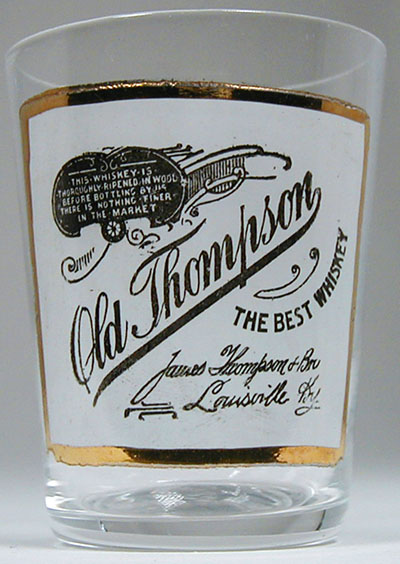 THIS·WHISKEY·IS
THOROUGHLY·RIPENED·IN WOOD
BEFORE BOTTLING BY US
THERE IS NOTHING FINER
IN THE MARKET
Old Thompson
THE BEST WHISKEY
James Thompson & Bro
Louisville Ky.